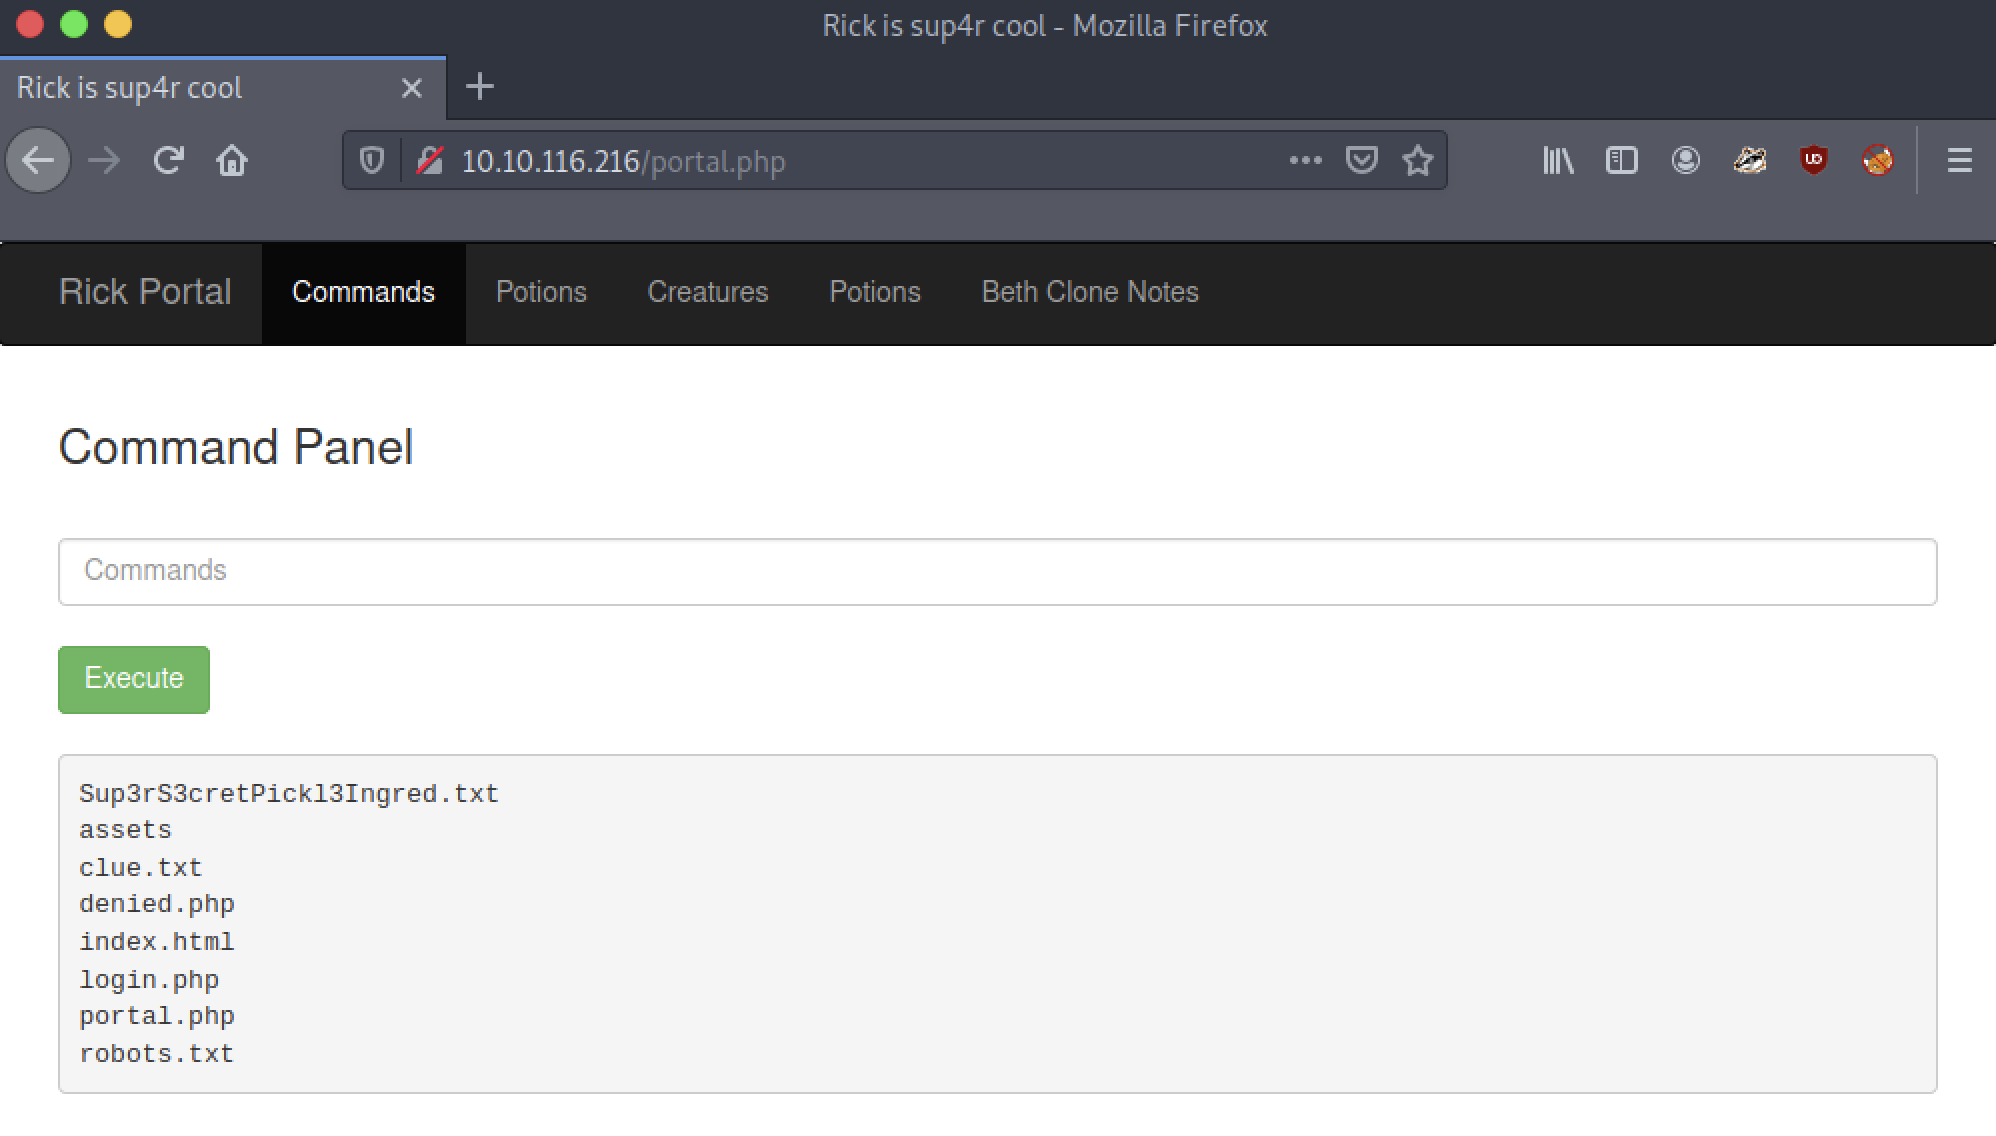 Rick is sup4r cool - Mozilla Firefox
Rick is sup4r cool
10.10.116.216/portal.php
Rick Portal Commands Potions Creatures Potions Beth Clone Notes
Command Panel
Commands
Execute
Sup3rS3cretPickl3Ingred.txt
assets
clue.txt
denied.php
index.html
login.php
portal.php
robots.txt